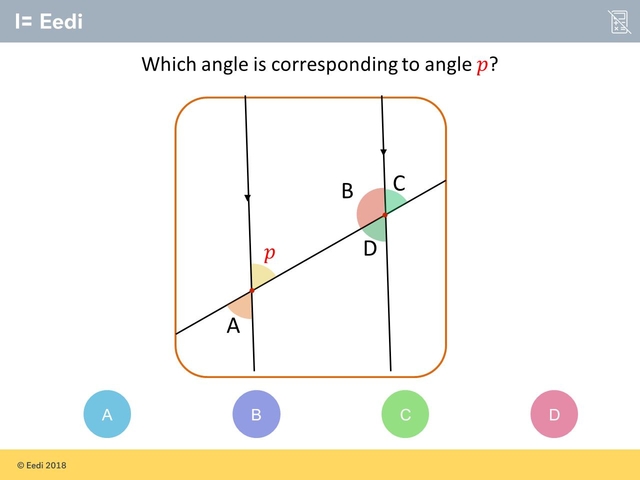 I= Eedi
Which angle is corresponding to angle p?
B
C
D
p
A
A
B
C
D
© Eedi 2018